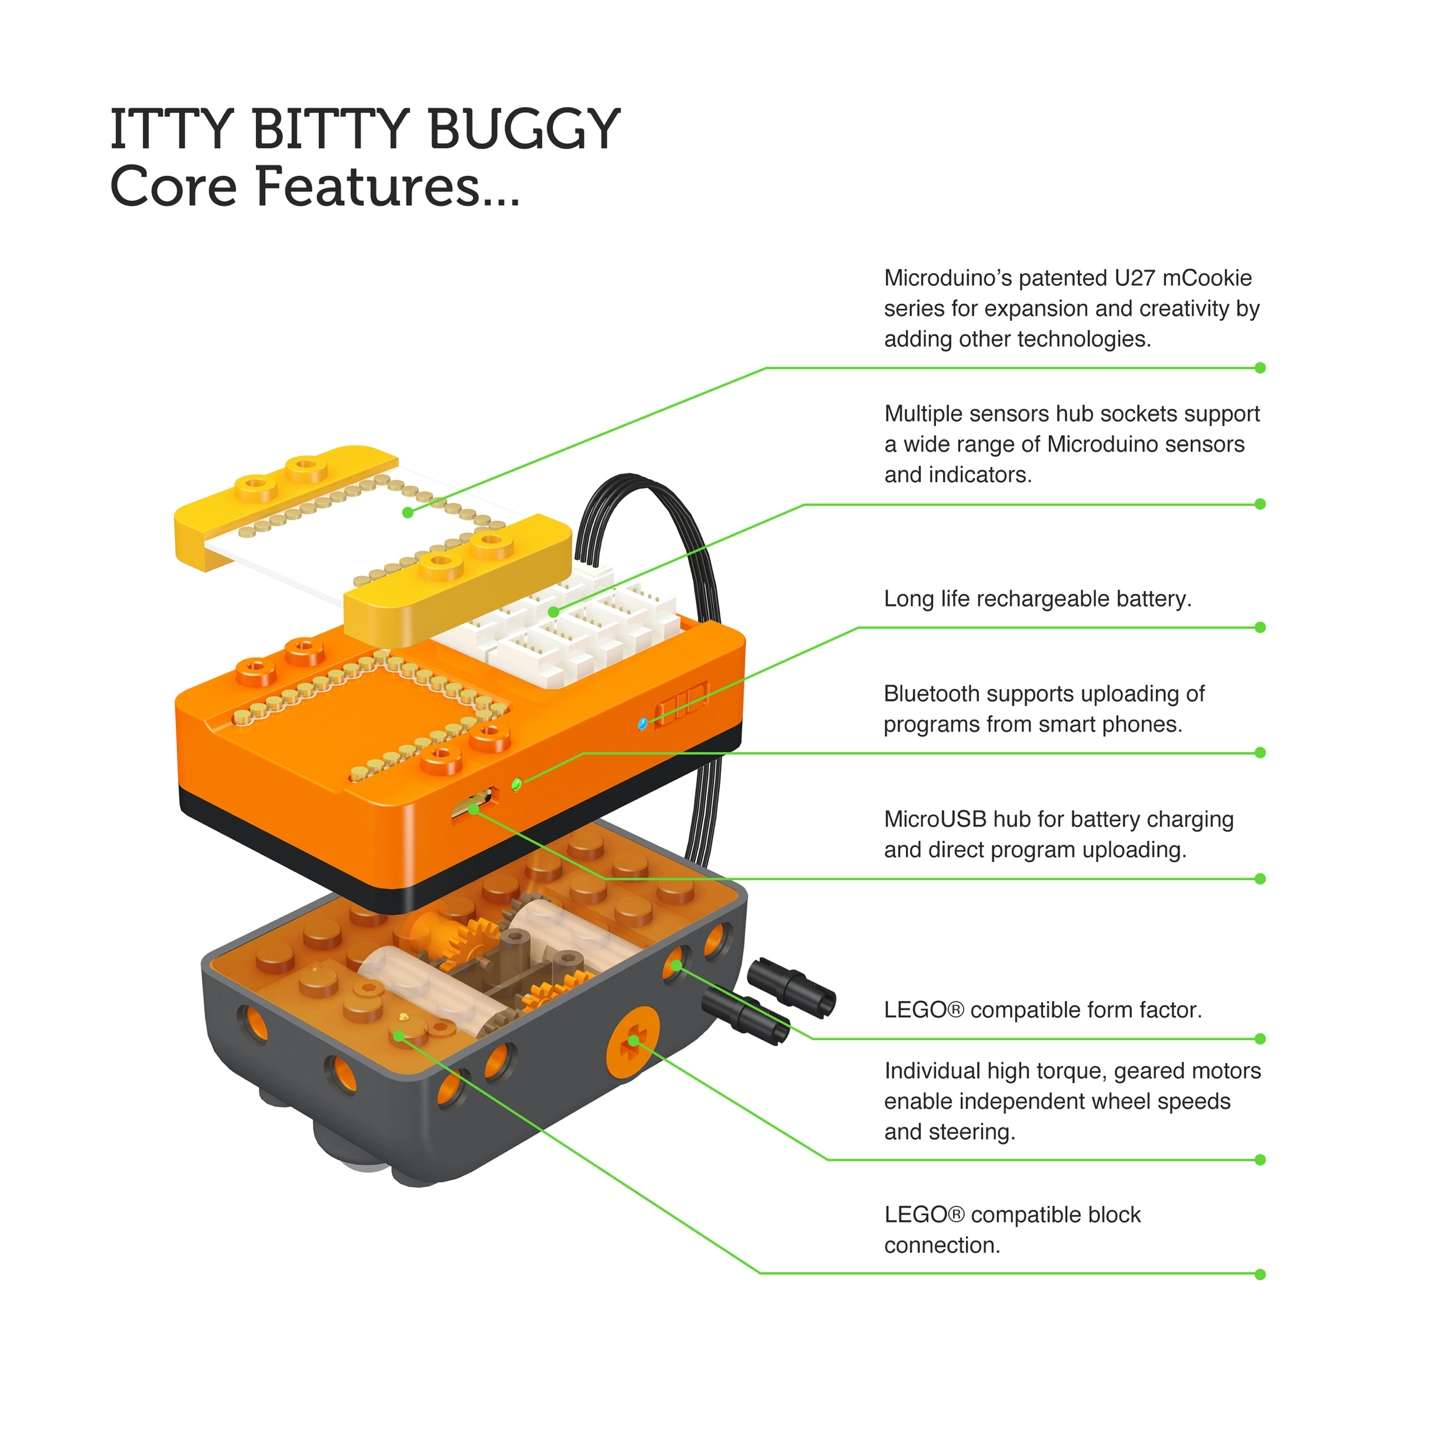 ITTY BITTY BUGGY
Core Features...
Microduino’s patented U27 mCookie
series for expansion and creativity by
adding other technologies.
Multiple sensors hub sockets support
a wide range of Microduino sensors
and indicators.
Long life rechargeable battery.
Bluetooth supports uploading of
programs from smart phones.
MicroUSB hub for battery charging
and direct program uploading.
LEGO® compatible form factor.
Individual high torque, geared motors
enable independent wheel speeds
and steering.
LEGO® compatible block
connection.